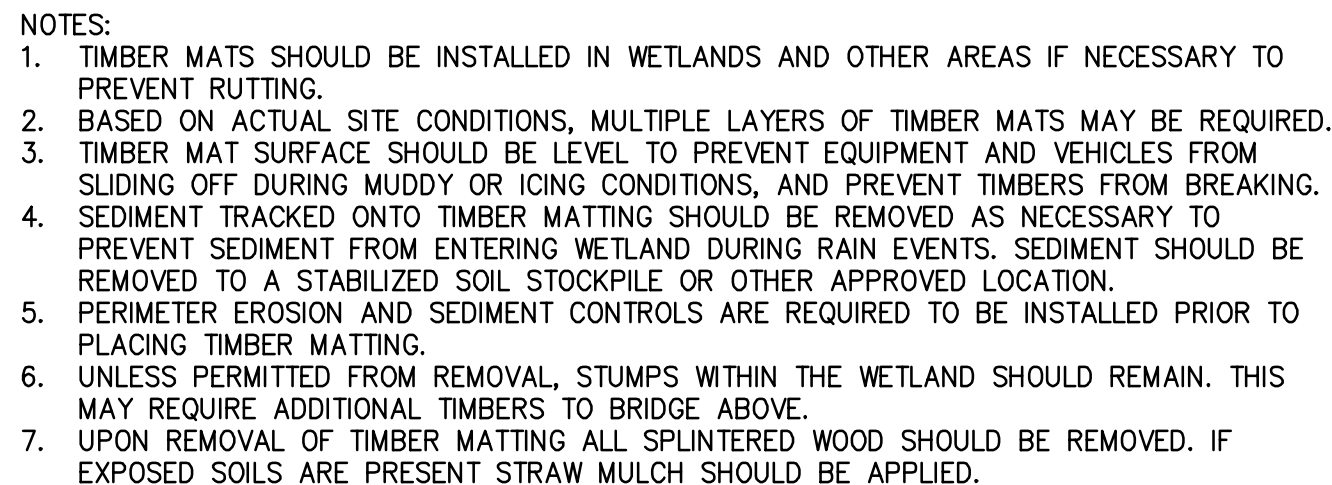 NOTES:
1. TIMBER MATS SHOULD BE INSTALLED IN WETLANDS AND OTHER AREAS IF NECESSARY TO
PREVENT RUTTING.
2. BASED ON ACTUAL SITE CONDITIONS, MULTIPLE LAYERS OF TIMBER MATS MAY BE REQUIRED.
3. TIMBER MAT SURFACE SHOULD BE LEVEL TO PREVENT EQUIPMENT AND VEHICLES FROM
SLIDING OFF DURING MUDDY OR ICING CONDITIONS, AND PREVENT TIMBERS FROM BREAKING.
4. SEDIMENT TRACKED ONTO TIMBER MATTING SHOULD BE REMOVED AS NECESSARY TO
PREVENT SEDIMENT FROM ENTERING WETLAND DURING RAIN EVENTS. SEDIMENT SHOULD BE
REMOVED TO A STABILIZED SOIL STOCKPILE OR OTHER APPROVED LOCATION.
5. PERIMETER EROSION AND SEDIMENT CONTROLS ARE REQUIRED TO BE INSTALLED PRIOR TO
PLACING TIMBER MATTING.
6. UNLESS PERMITTED FROM REMOVAL, STUMPS WITHIN THE WETLAND SHOULD REMAIN. THIS
MAY REQUIRE ADDITIONAL TIMBERS TO BRIDGE ABOVE.
7. UPON REMOVAL OF TIMBER MATTING ALL SPLINTERED WOOD SHOULD BE REMOVED. IF
EXPOSED SOILS ARE PRESENT STRAW MULCH SHOULD BE APPLIED.